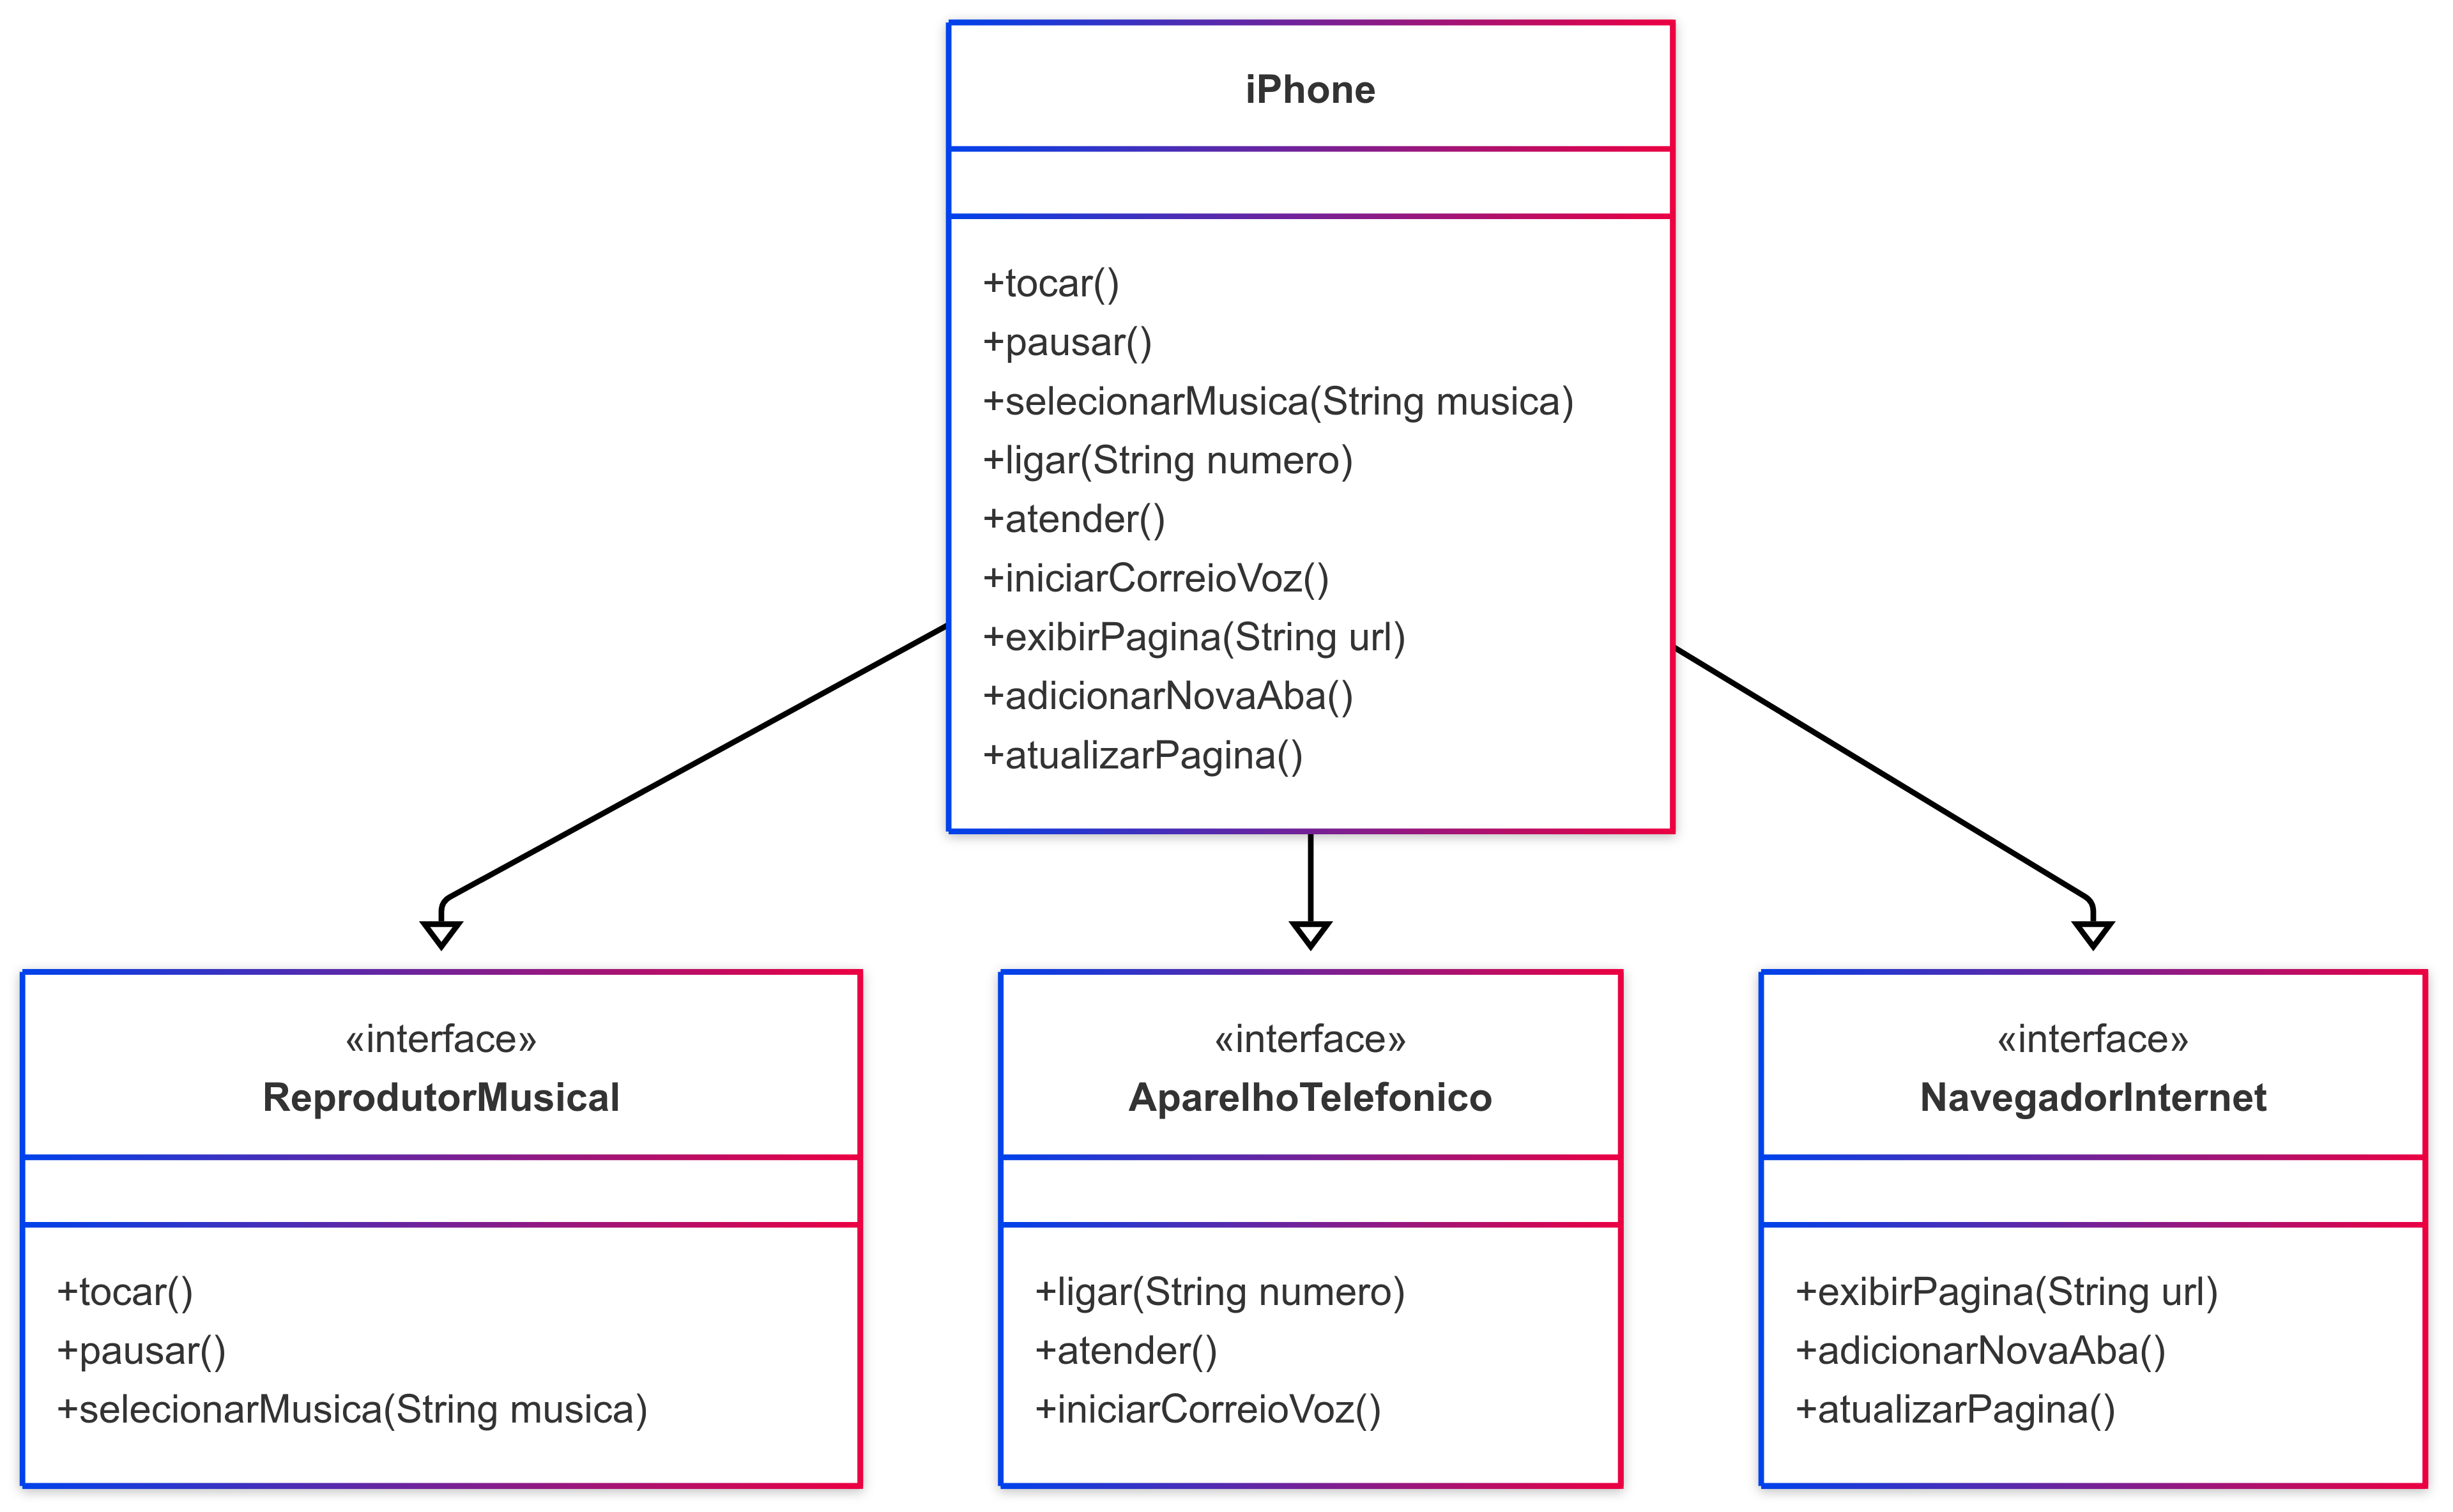 iPhone
+tocar()
+pausar()
+selecionarMusica(String musica)
+ligar(String numero)
+atender()
+iniciarCorreioVoz()
+exibirPagina(String url)
+adicionarNovaAba()
+atualizarPagina()
«interface»
ReprodutorMusical
+tocar()
+pausar()
+selecionarMusica(String musica)
«interface»
AparelhoTelefonico
+ligar(String numero)
+atender()
+iniciarCorreioVoz()
«interface»
NavegadorInternet
+exibirPagina(String url)
+adicionarNovaAba()
+atualizarPagina()